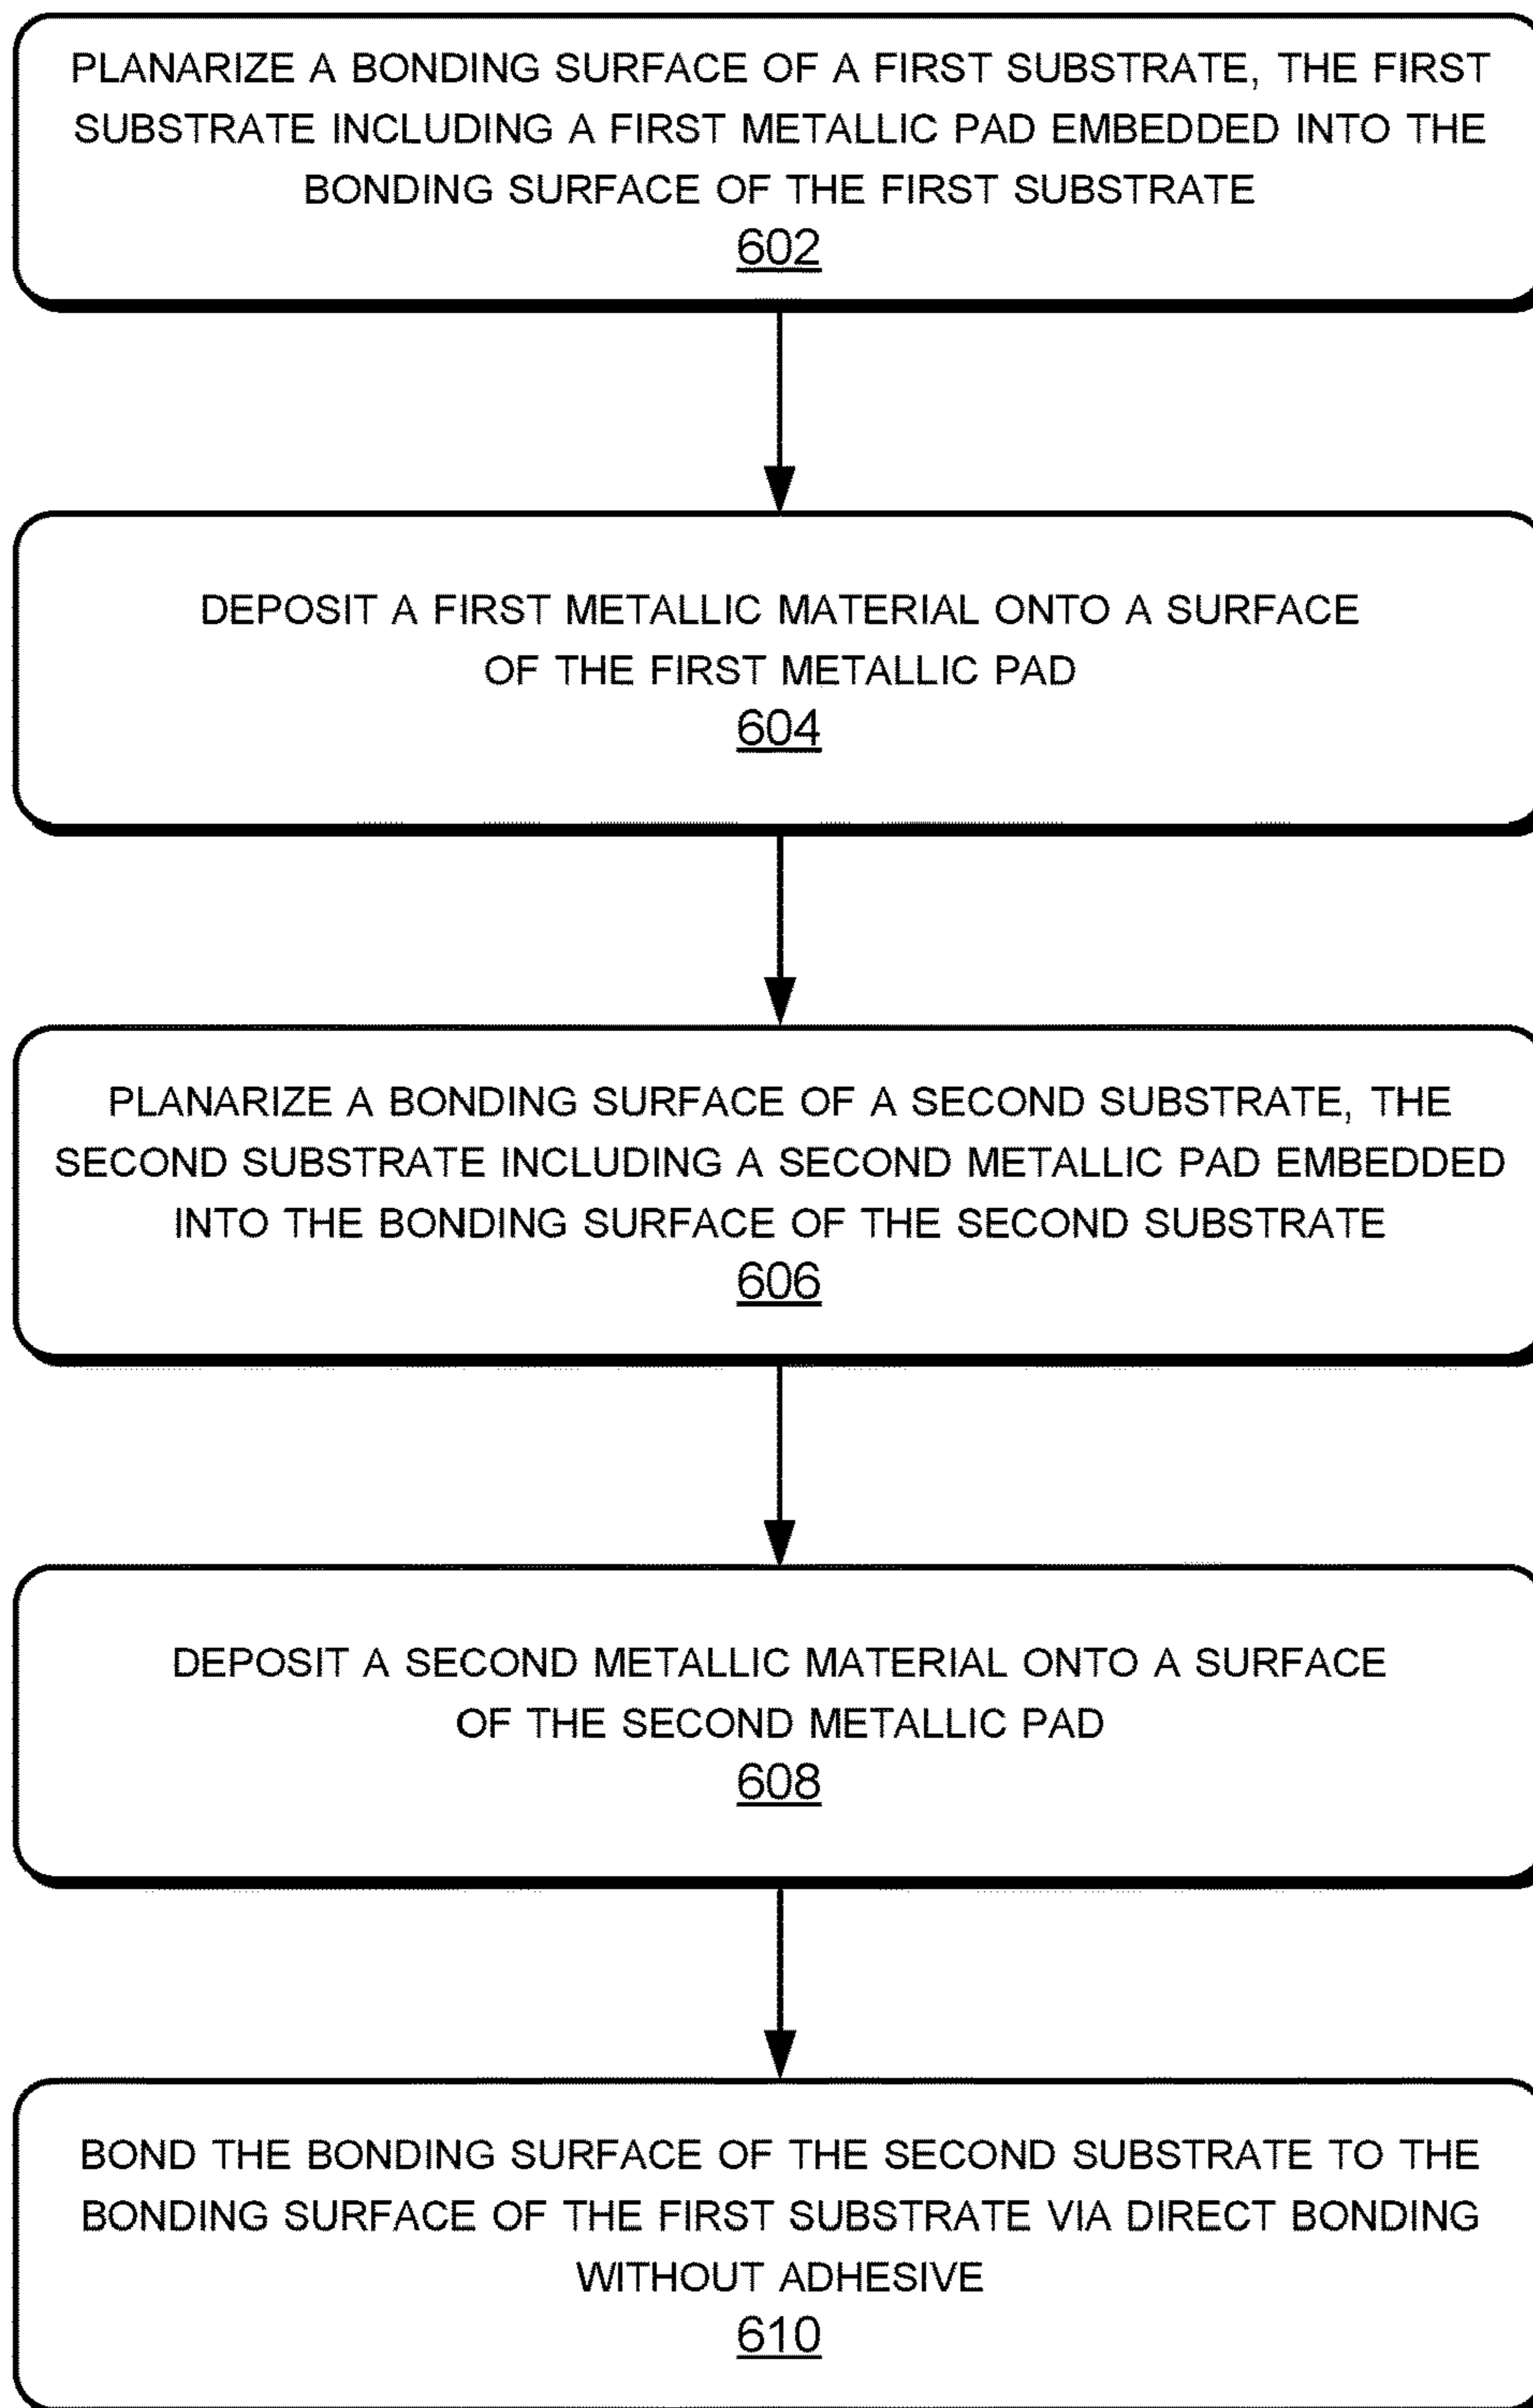 PLANARIZE A BONDING SURFACE OF A FIRST SUBSTRATE, THE FIRST
SUBSTRATE INCLUDING A FIRST METALLIC PAD EMBEDDED INTO THE
BONDING SURFACE OF THE FIRST SUBSTRATE
602
DEPOSIT A FIRST METALLIC MATERIAL ONTO A SURFACE
OF THE FIRST METALLIC PAD
604
PLANARIZE A BONDING SURFACE OF A SECOND SUBSTRATE, THE
SECOND SUBSTRATE INCLUDING A SECOND METALLIC PAD EMBEDDED
INTO THE BONDING SURFACE OF THE SECOND SUBSTRATE
606
DEPOSIT A SECOND METALLIC MATERIAL ONTO A SURFACE
OF THE SECOND METALLIC PAD
608
BOND THE BONDING SURFACE OF THE SECOND SUBSTRATE TO THE
BONDING SURFACE OF THE FIRST SUBSTRATE VIA DIRECT BONDING
WITHOUT ADHESIVE
610